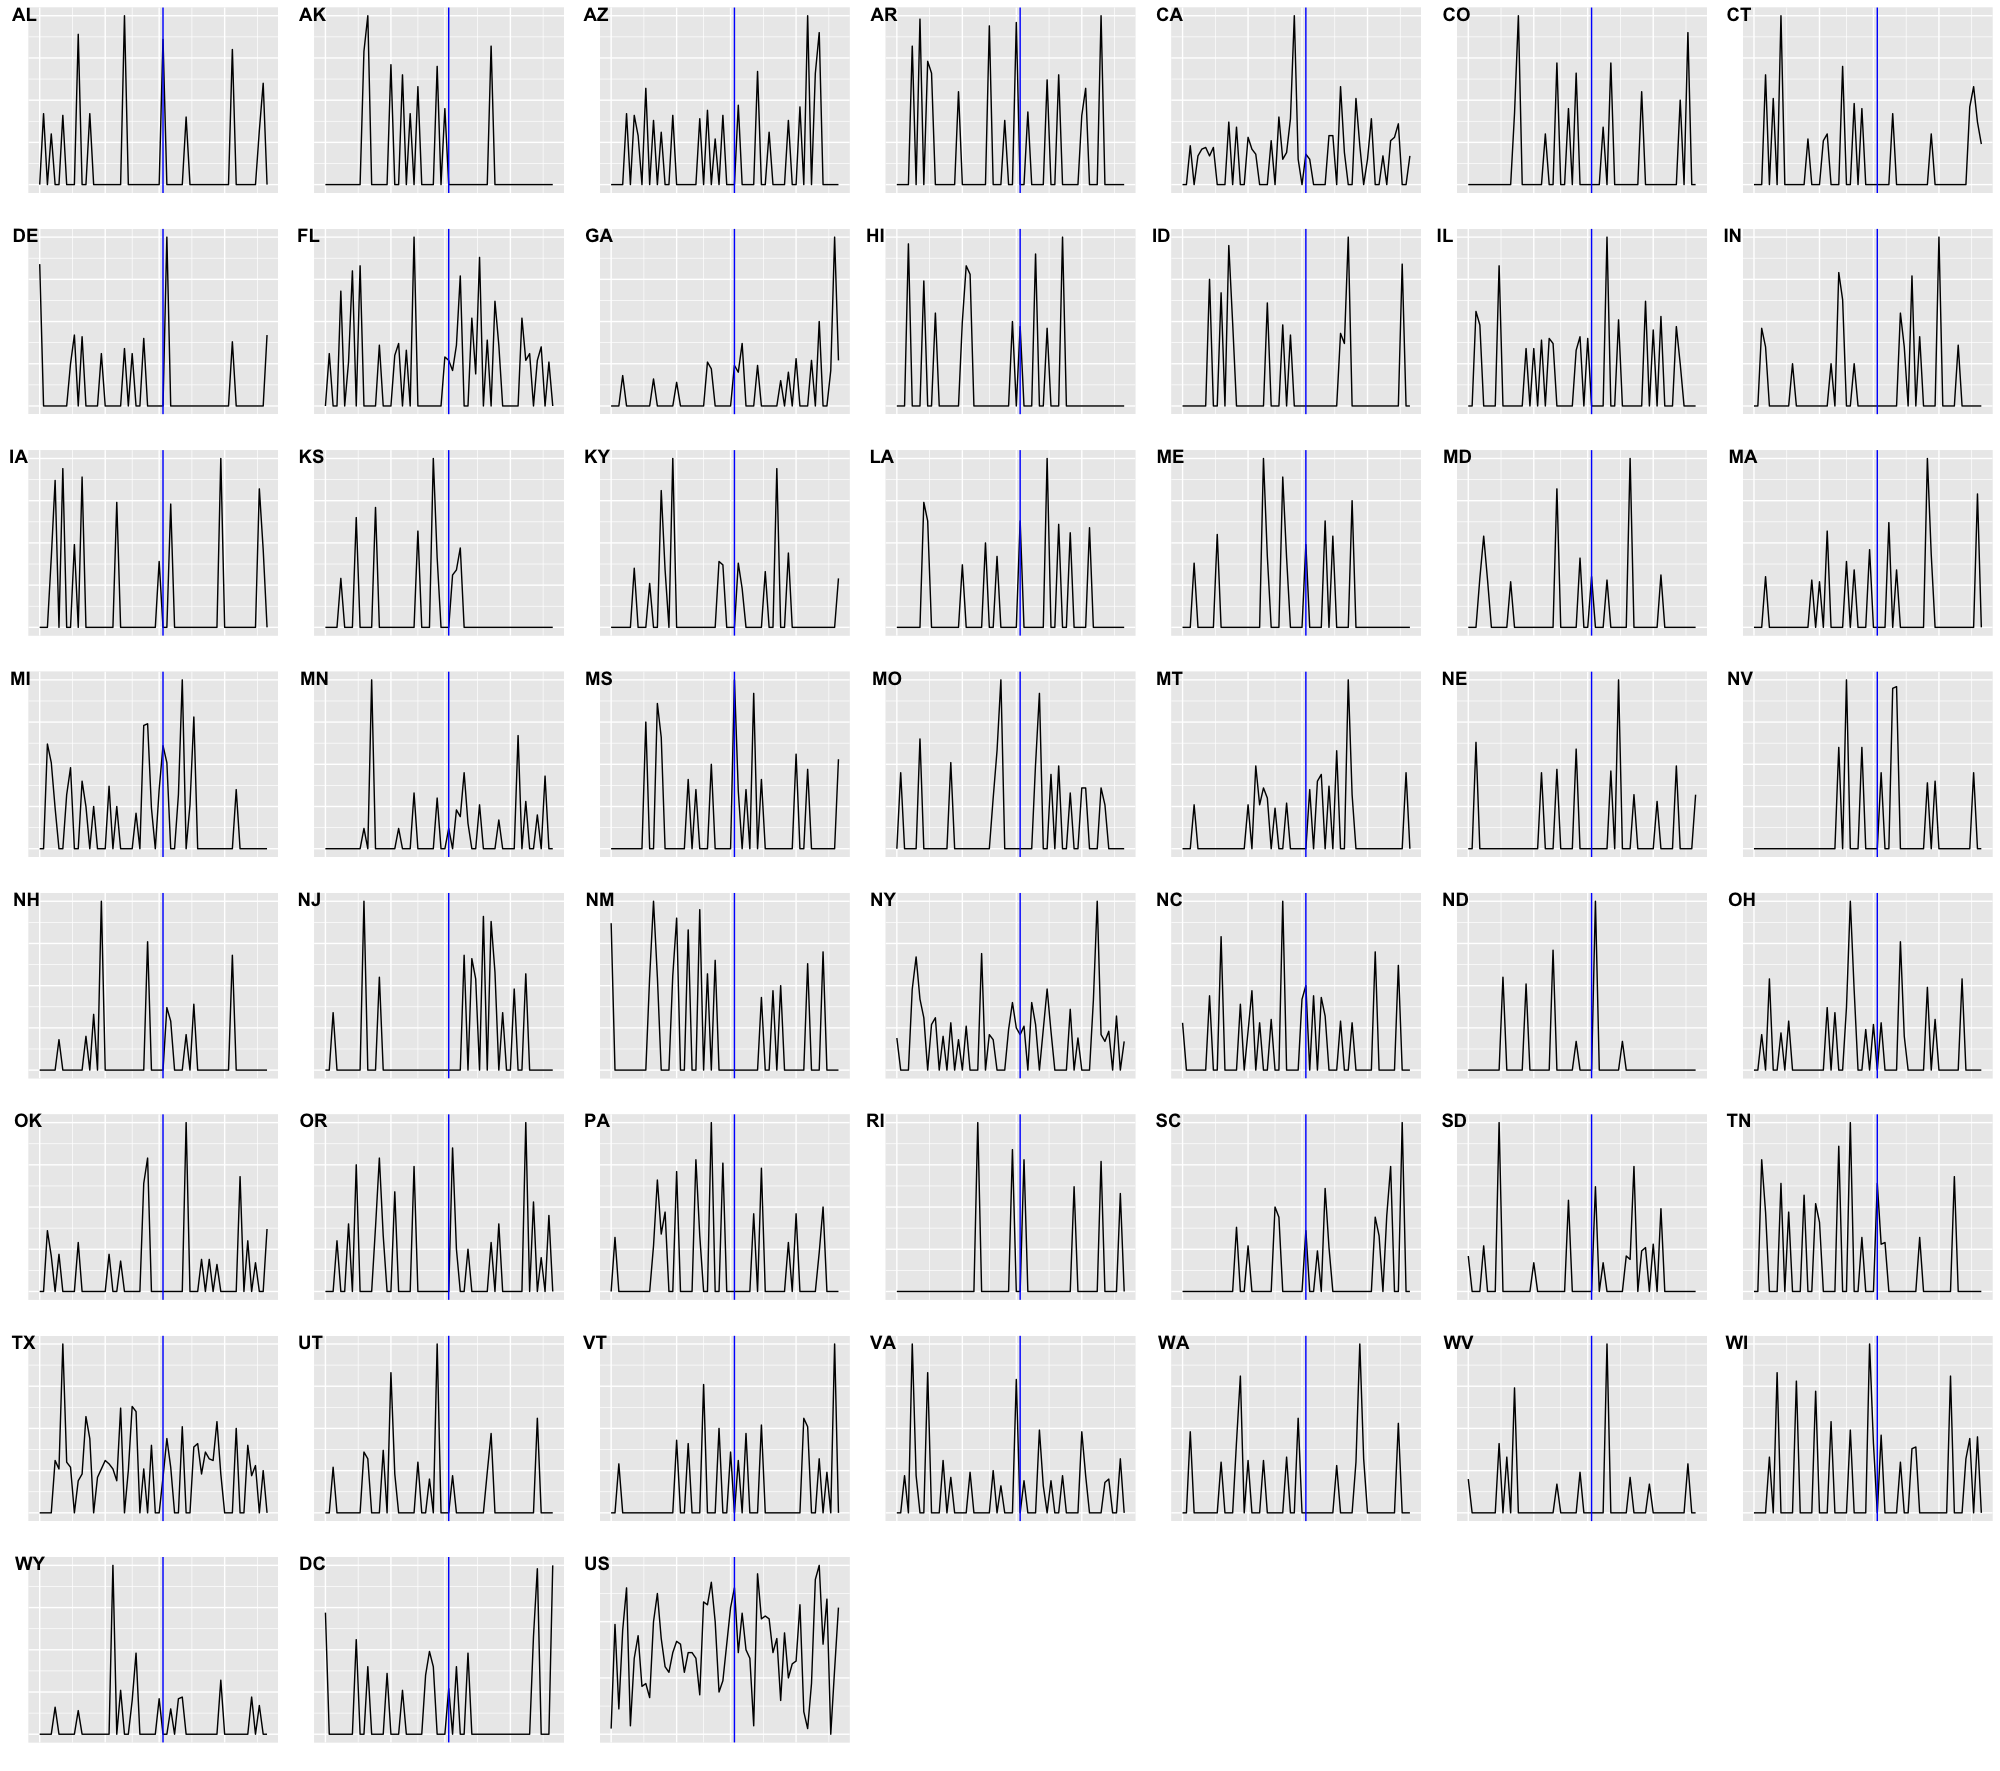 AL AK AZ AR CA CO CT
DE FL GA HI ID IL IN
IA KS KY LA ME MD MA
MI MN MS MO MT NE NV
NH NJ NM NY NC ND OH
OK OR PA RI SC SD TN
TX UT VT VA WA WV WI
WY DC US